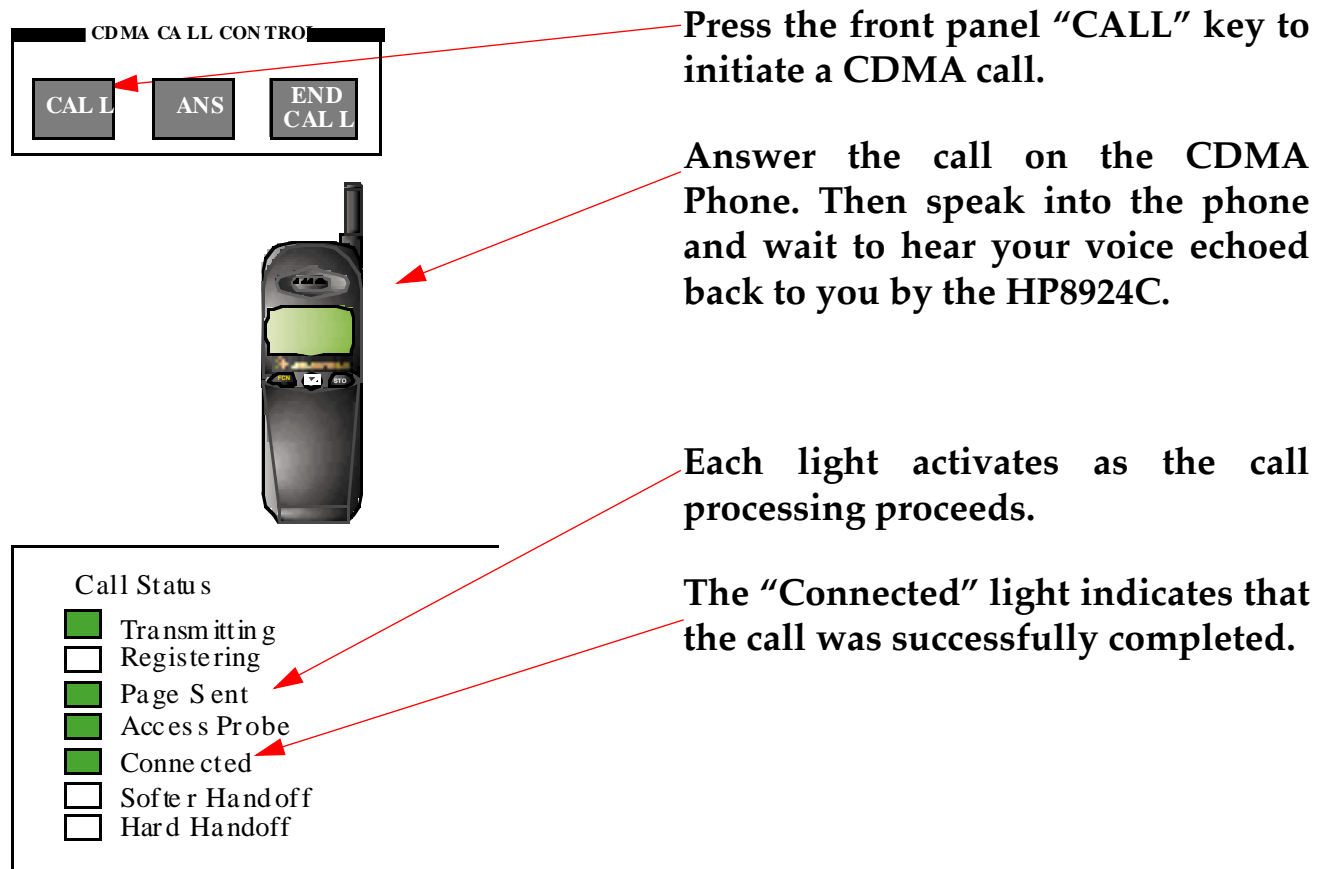 CDMA CALL CONTROL
CALL
ANS
END
CALL
Press the front panel “CALL” key to
initiate a CDMA call.
Answer the call on the CDMA
Phone. Then speak into the phone
and wait to hear your voice echoed
back to you by the HP8924C.
FCN
STO
Each light activates as the call
processing proceeds.
The “Connected” light indicates that
the call was successfully completed.
Call Status
Transmitting
Registering
Page Sent
Access Probe
Connected
Softer Handoff
Hard Handoff